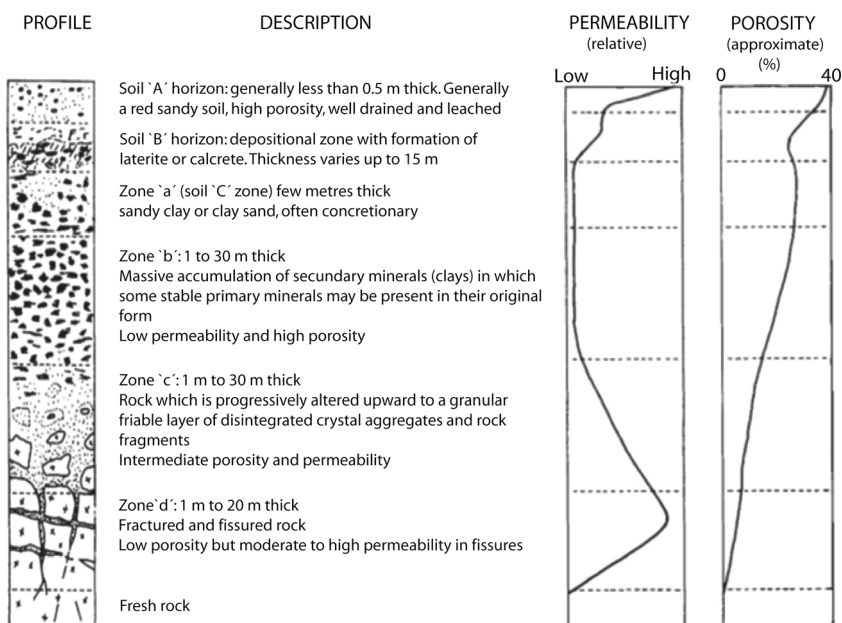 PROFILE
DESCRIPTION
PERMEABILITY
(relative)
POROSITY
(approximate)
(%)
Low
High
0
40
Soil `A´ horizon: generally less than 0.5 m thick. Generally
a red sandy soil, high porosity, well drained and leached
Soil `B´ horizon: depositional zone with formation of
laterite or calcrete. Thickness varies up to 15 m
Zone `a´ (soil `C´ zone) few metres thick
sandy clay or clay sand, often concretionary
Zone `b´: 1 to 30 m thick
Massive accumulation of secundary minerals (clays) in which
some stable primary minerals may be present in their original
form
Low permeability and high porosity
Zone `c´: 1 m to 30 m thick
Rock which is progressively altered upward to a granular
friable layer of disintegrated crystal aggregates and rock
fragments
Intermediate porosity and permeability
Zone`d´: 1 m to 20 m thick
Fractured and fissured rock
Low porosity but moderate to high permeability in fissures
Fresh rock